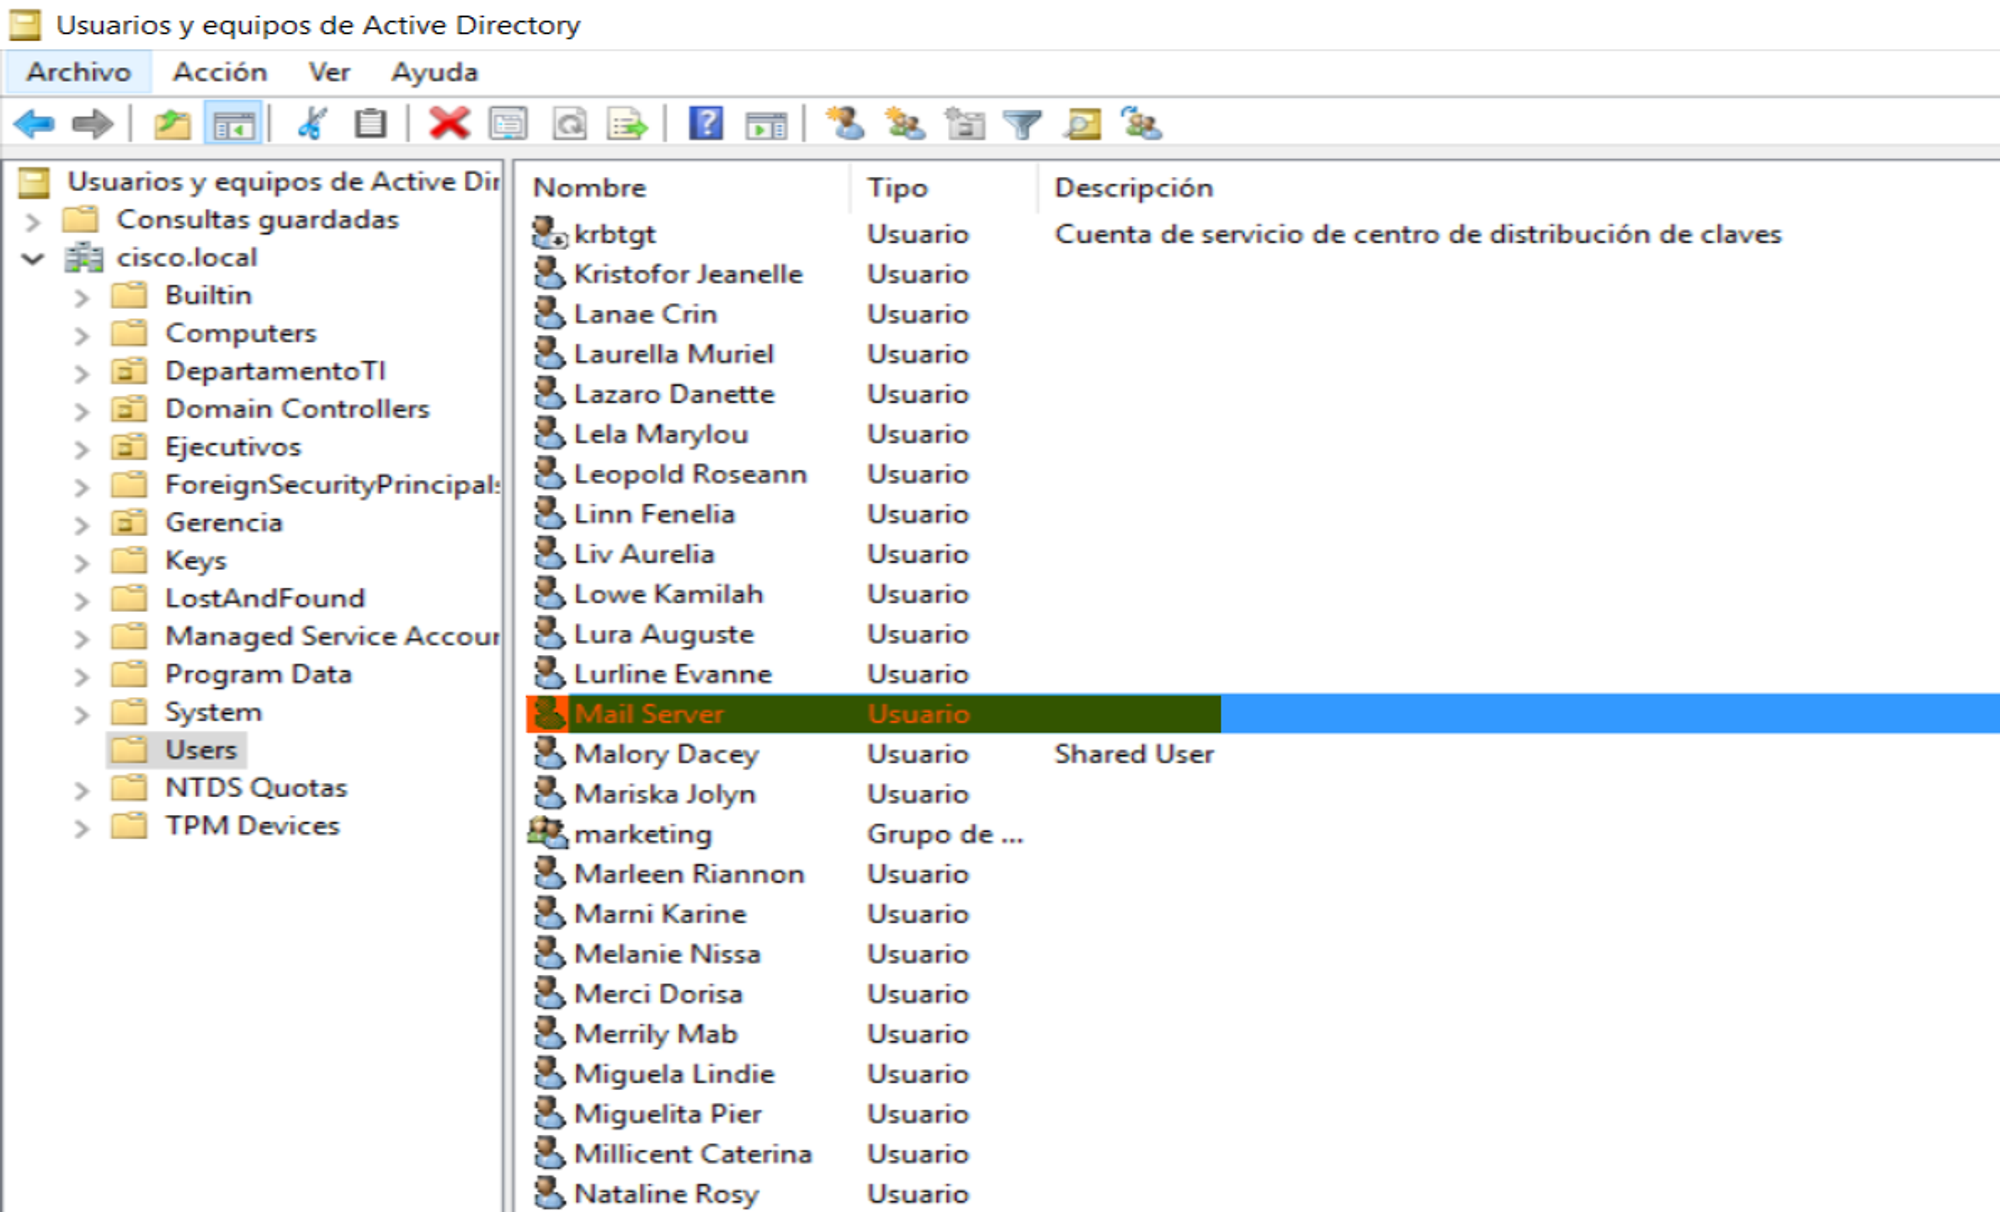 Usuarios y equipos de Active Directory
Archivo Acción Ver Ayuda
Usuarios y equipos de Active Dir
Consultas guardadas
cisco.local
Builtin
Computers
DepartamentoTI
Domain Controllers
Ejecutivos
ForeignSecurityPrincipals
Gerencia
Keys
LostAndFound
Managed Service Accour
Program Data
System
Users
NTDS Quotas
TPM Devices
Nombre Tipo Descripción
krbtgt Usuario Cuenta de servicio de centro de distribución de claves
Kristofor Jeanelle Usuario
Lanae Crin Usuario
Laurella Muriel Usuario
Lazaro Danette Usuario
Lela Marylou Usuario
Leopold Roseann Usuario
Linn Fenelia Usuario
Liv Aurelia Usuario
Lowe Kamilah Usuario
Lura Auguste Usuario
Lurline Evanne Usuario
Mail Server Usuario
Malory Dacey Usuario Shared User
Mariska Jolyn Usuario
marketing Grupo de ...
Marleen Riannon Usuario
Marni Karine Usuario
Melanie Nissa Usuario
Merci Dorisa Usuario
Merrily Mab Usuario
Miguela Lindie Usuario
Miguelita Pier Usuario
Millicent Caterina Usuario
Nataline Rosy Usuario